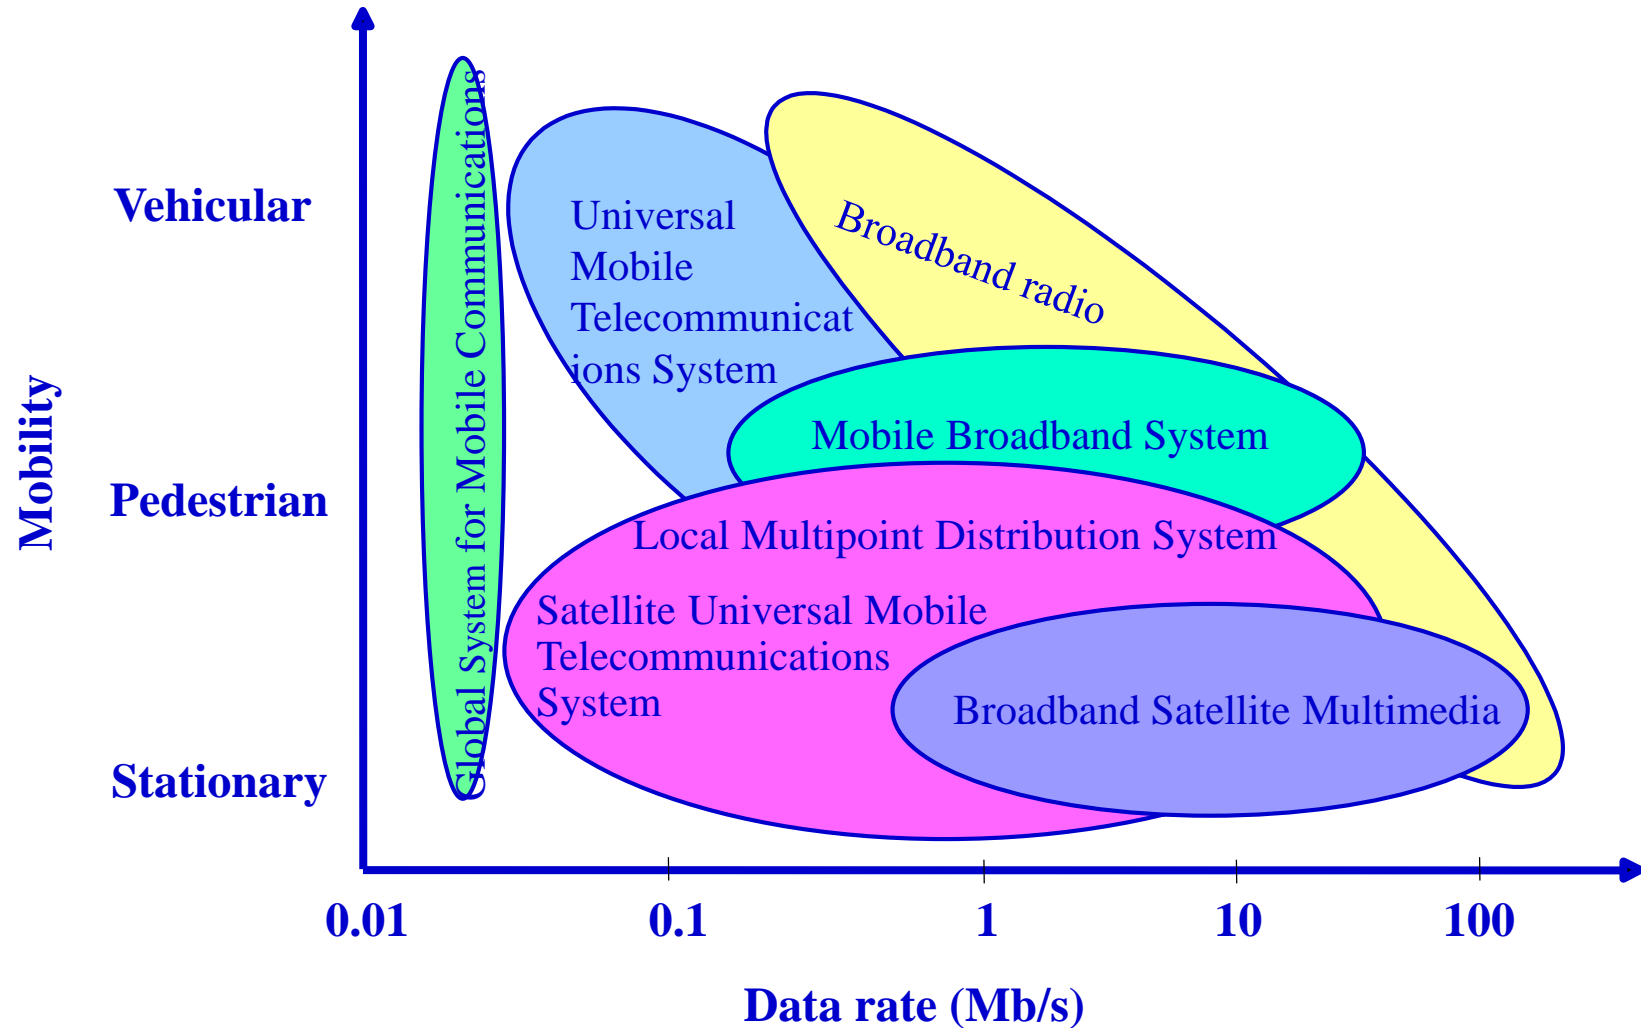 Mobility
Vehicular
Pedestrian
Stationary
Global System for Mobile Communications
Universal
Mobile
Telecommunicat
ions System
Broadband radio
Mobile Broadband System
Local Multipoint Distribution System
Satellite Universal Mobile
Telecommunications
System
Broadband Satellite Multimedia
0.01 0.1 1 10 100
Data rate (Mb/s)